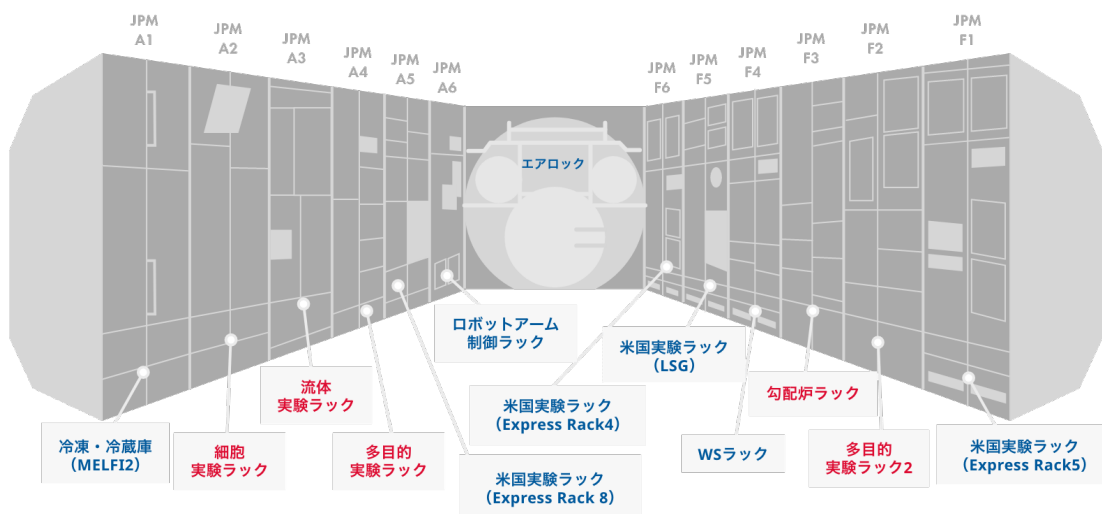 JPM
A1
JPM
A2
JPM
A3
JPM
A4
JPM
A5
JPM
A6
JPM
F6
JPM
F5
JPM
F4
JPM
F3
JPM
F2
JPM
F1
エアロック
冷凍・冷蔵庫
（MELFI2）
細胞
実験ラック
流体
実験ラック
多目的
実験ラック
米国実験ラック
（Express Rack 8）
ロボットアーム
制御ラック
米国実験ラック
（Express Rack4）
米国実験ラック
（LSG）
WSラック
勾配炉ラック
多目的
実験ラック2
米国実験ラック
（Express Rack5）